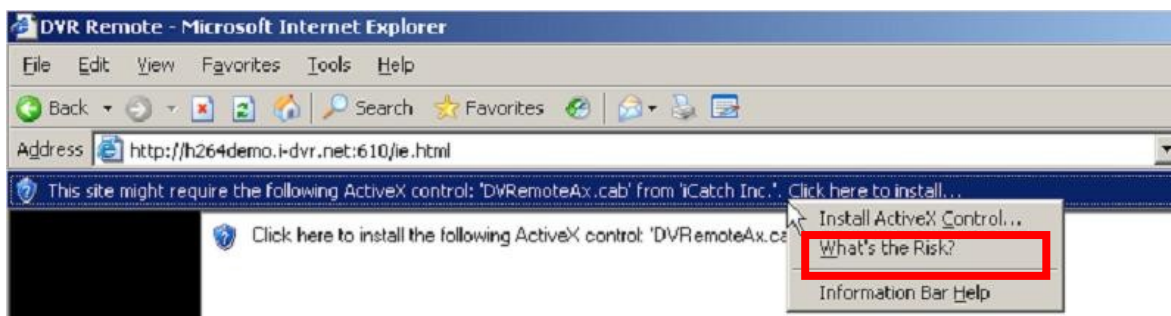 DVR Remote - Microsoft Internet Explorer
File Edit View Favorites Tools Help
Back Search Favorites
Address http://h264demo.i-dvr.net:610/ie.html
This site might require the following ActiveX control: 'DVRemoteAx.cab' from 'iCatch Inc.'. Click here to install...
Install ActiveX Control...
Click here to install the following ActiveX control: 'DVRemoteAx.ca
What's the Risk?
Information Bar Help